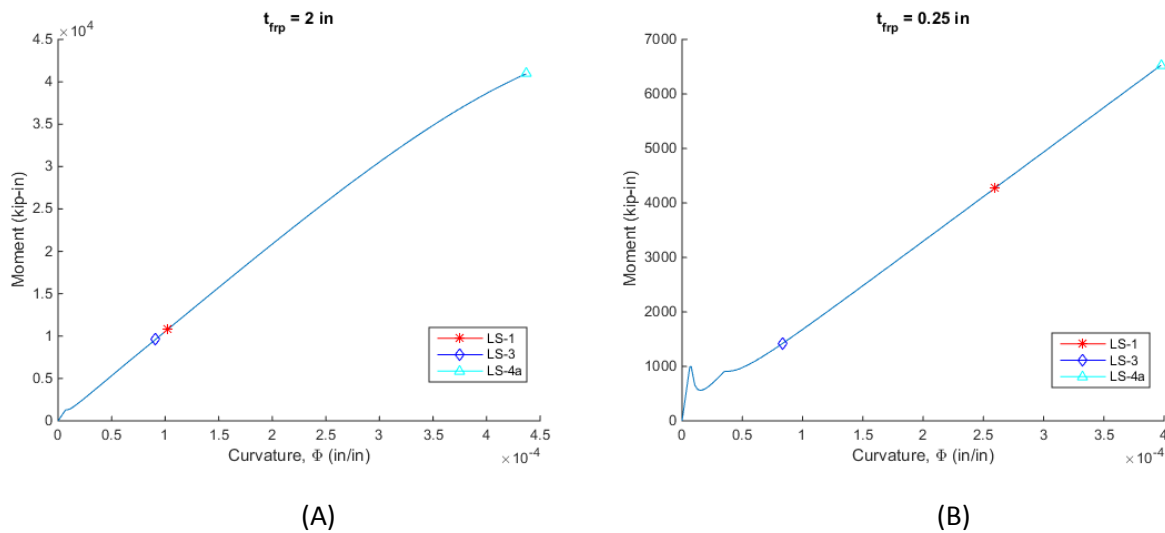 t_frp = 2 in
×10^4
4.5
4
3.5
3
2.5
2
1.5
1
0.5
0
Moment (kip-in)
0 0.5 1 1.5 2 2.5 3 3.5 4 4.5
Curvature, Φ (in/in)
×10^-4
LS-1
LS-3
LS-4a
(A)
t_frp = 0.25 in
7000
6000
5000
4000
3000
2000
1000
0
Moment (kip-in)
0 0.5 1 1.5 2 2.5 3 3.5 4
Curvature, Φ (in/in)
×10^-4
LS-1
LS-3
LS-4a
(B)